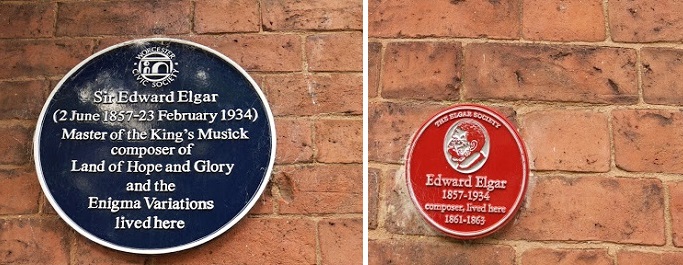 WORCESTER
CIVIC SOCIETY
Sir Edward Elgar
(2 June 1857-23 February 1934)
Master of the King's Musick
composer of
Land of Hope and Glory
and the
Enigma Variations
lived here
THE ELGAR SOCIETY
Edward Elgar
1857-1934
composer, lived here
1861-1863